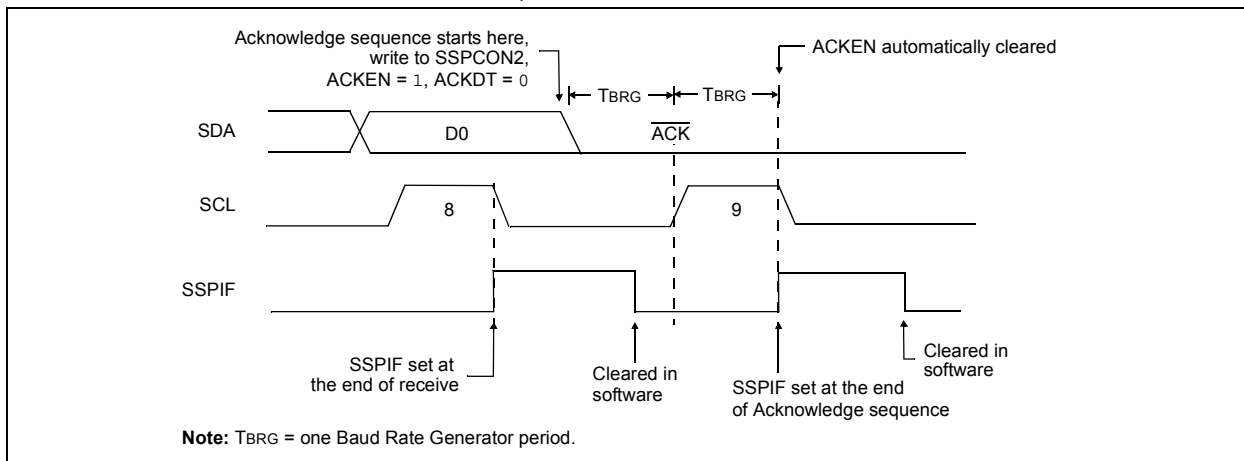 Acknowledge sequence starts here,
write to SSPCON2,
ACKEN = 1, ACKDT = 0
ACKEN automatically cleared
TBRG
TBRG
SDA
D0
ACK
SCL
8
9
SSPIF
SSPIF set at
the end of receive
Cleared in
software
SSPIF set at the end
of Acknowledge sequence
Cleared in
software
Note: TBRG = one Baud Rate Generator period.